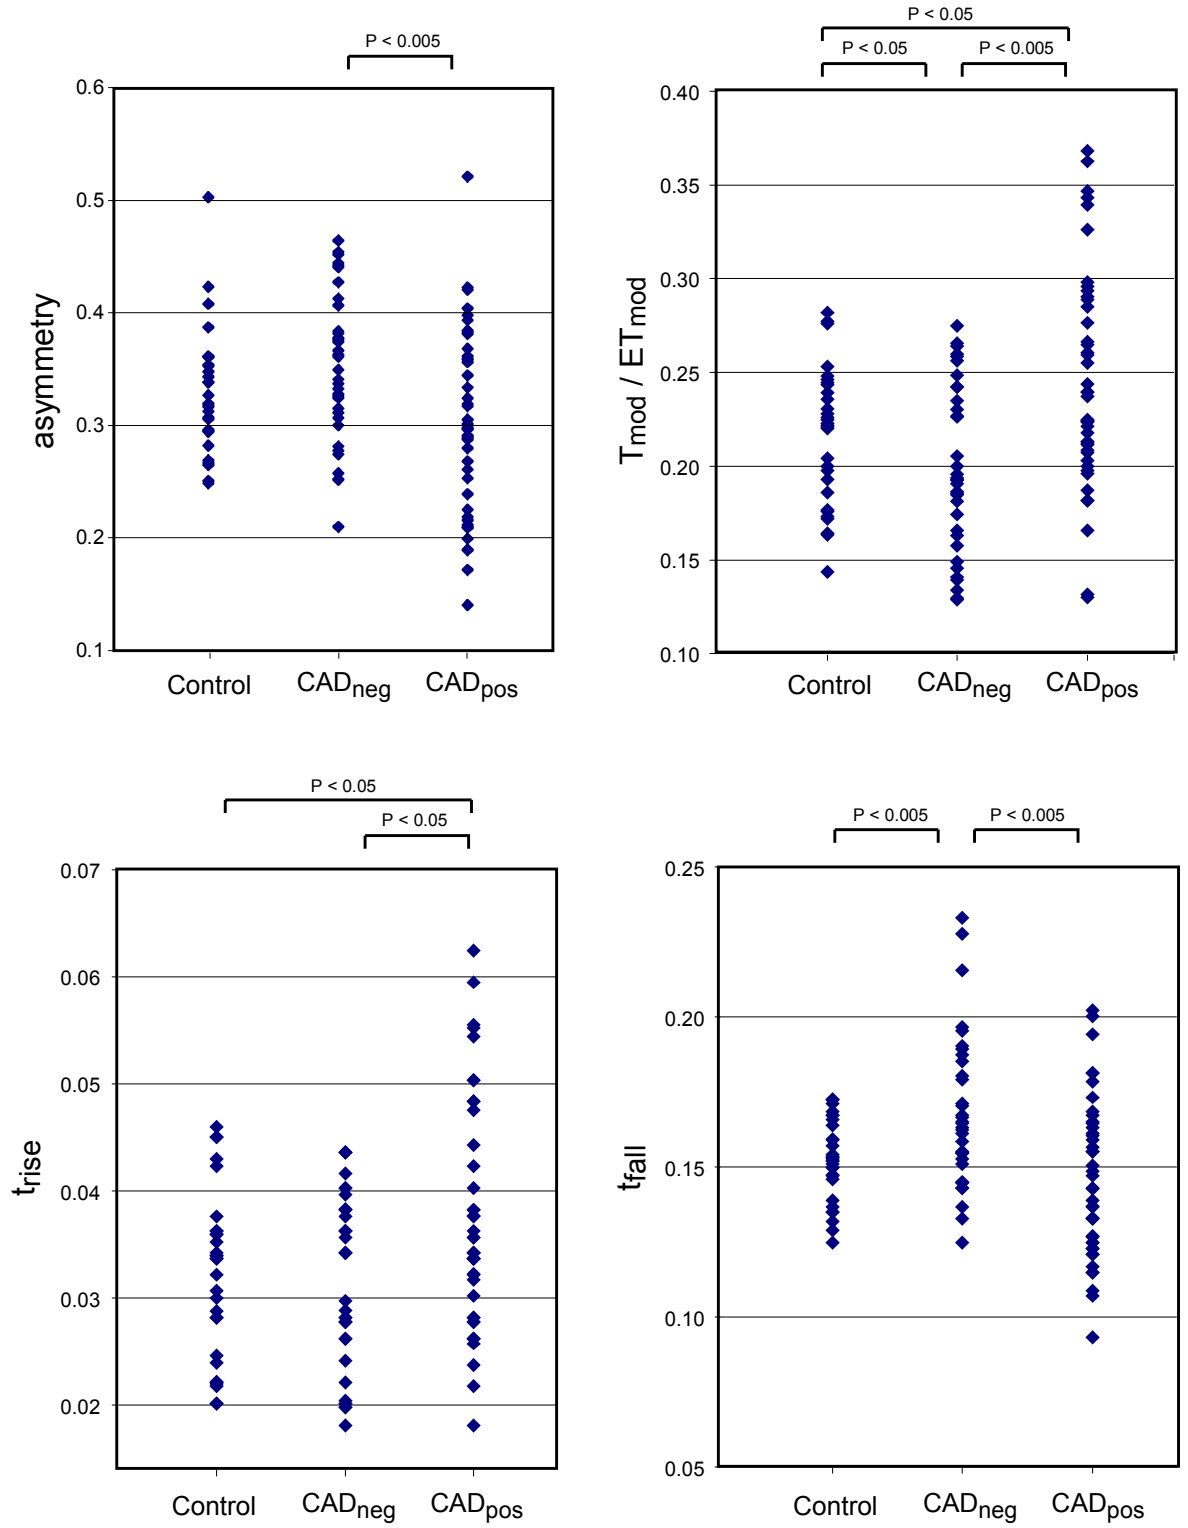 P < 0.005
0.6
0.5
0.4
0.3
0.2
0.1
asymmetry
Control CADneg CADpos
P < 0.05
P < 0.05 P < 0.005
0.40
0.35
0.30
0.25
0.20
0.15
0.10
Tmod / ETmod
Control CADneg CADpos
P < 0.05
P < 0.05
0.07
0.06
0.05
0.04
0.03
0.02
trise
Control CADneg CADpos
P < 0.005 P < 0.005
0.25
0.20
0.15
0.10
0.05
tfall
Control CADneg CADpos